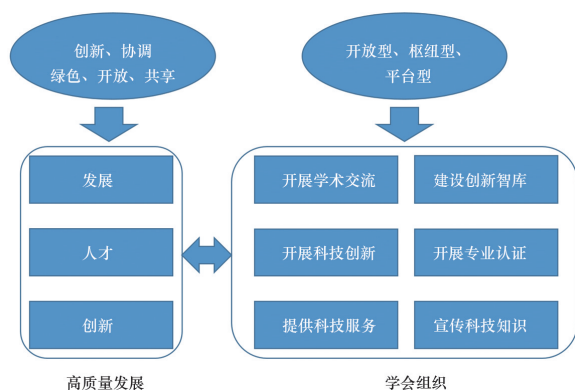 创新、协调
绿色、开放、共享
开放型、枢纽型、
平台型
发展
人才
创新
开展学术交流
建设创新智库
开展科技创新
开展专业认证
提供科技服务
宣传科技知识
高质量发展
学会组织